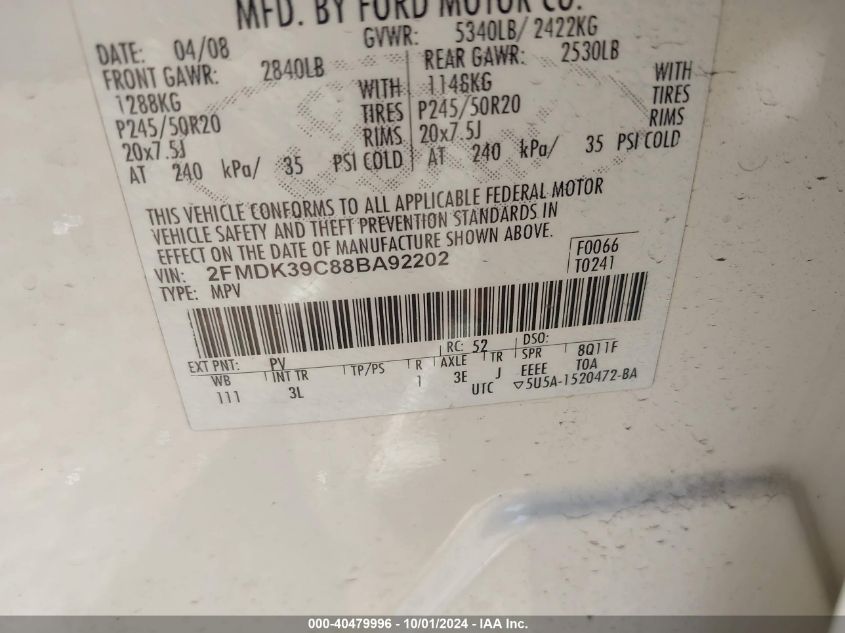 MFD. BY FORD MOTOR CO.
DATE: 04/08 GVWR: 5340LB/ 2422KG
FRONT GAWR: 2840LB REAR GAWR: 2530LB
1288KG WITH 1148KG WITH
P245/50R20 TIRES P245/50R20 TIRES
20x7.5J RIMS 20x7.5J RIMS
AT 240 kPa/ 35 PSI COLD AT 240 kPa/ 35 PSI COLD
THIS VEHICLE CONFORMS TO ALL APPLICABLE FEDERAL MOTOR
VEHICLE SAFETY AND THEFT PREVENTION STANDARDS IN
EFFECT ON THE DATE OF MANUFACTURE SHOWN ABOVE.
VIN: 2FMDK39C88BA92202 F0066
TYPE: MPV T0241
EXT PNT: PV RC: 52 DSO:
WB INT TR TP/PS R AXLE TR SPR 8Q11F
111 3L 1 3E J EEEE T0A
UTC ▽5U5A-1520472-BA
000-40479996 - 10/01/2024 - IAA Inc.